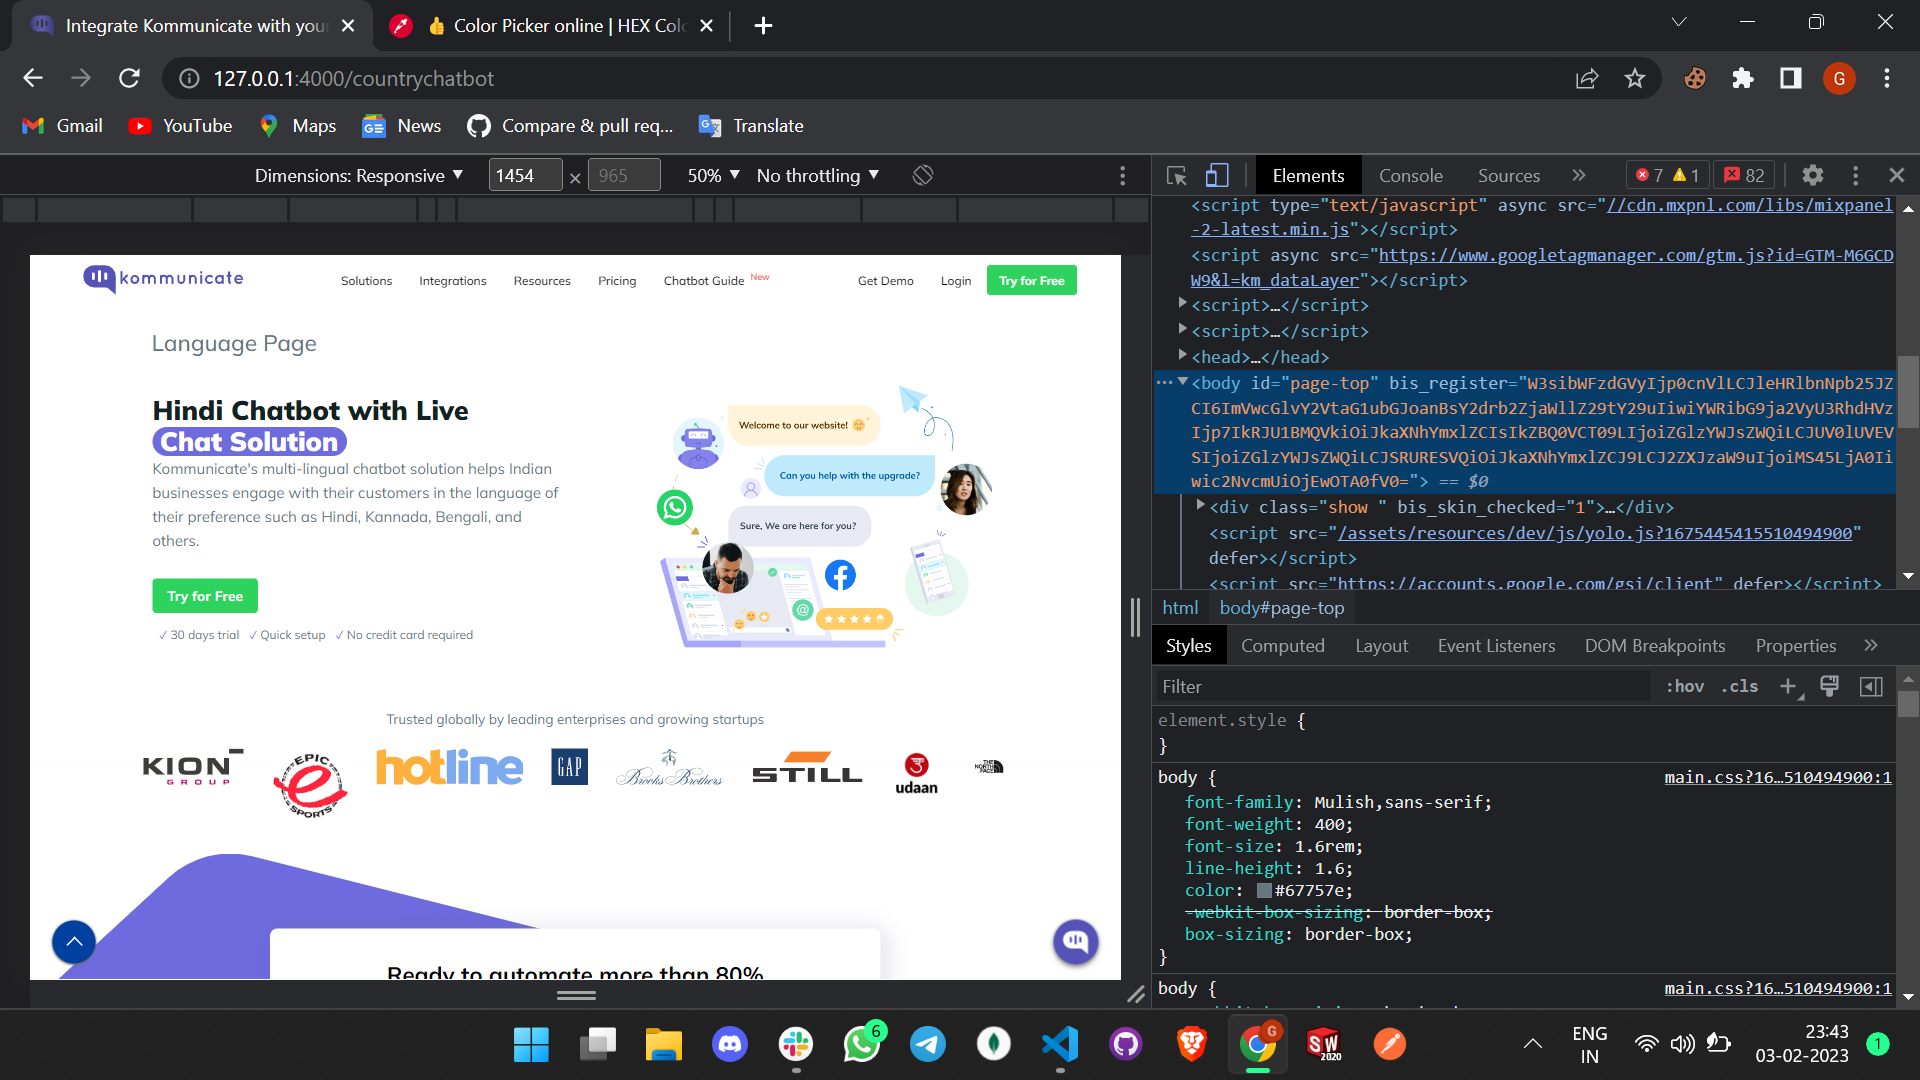 Integrate Kommunicate with you
👍 Color Picker online | HEX Colo
127.0.0.1:4000/countrychatbot
G
Gmail
YouTube
Maps
News
Compare & pull req...
Translate
Dimensions: Responsive ▼
1454 × 965
50% ▼
No throttling ▼
Elements
Console
Sources
»
7
1
82
kommunicate
Solutions
Integrations
Resources
Pricing
Chatbot Guide New
Get Demo
Login
Try for Free
Language Page
Hindi Chatbot with Live
Chat Solution
Kommunicate's multi-lingual chatbot solution helps Indian
businesses engage with their customers in the language of
their preference such as Hindi, Kannada, Bengali, and
others.
Try for Free
✓ 30 days trial ✓ Quick setup ✓ No credit card required
Welcome to our website! 😊
Can you help with the upgrade?
Sure, We are here for you?
Trusted globally by leading enterprises and growing startups
KION
GROUP
EPIC
SPORTS
hotline
GAP
Brooks Brothers
STILL
udaan
THE
NORTH
FACE
Ready to automate more than 80%
<script type="text/javascript" async src="//cdn.mxpnl.com/libs/mixpanel
-2-latest.min.js"></script>
<script async src="https://www.googletagmanager.com/gtm.js?id=GTM-M6GCD
W9&l=km_dataLayer"></script>
<script>…</script>
<script>…</script>
<head>…</head>
<body id="page-top" bis_register="W3sibWFzdGVyIjp0cnVlLCJleHRlbnNpb25JZ
CI6ImVwcGlvY2VtaG1ubGJoanBsY2drb2ZjaWllZ29tY29uIiwiYWRibG9ja2VyU3RhdHVz
Ijp7IkRJU1BMQVkiOiJkaXNhYmxlZCIsIkZBQ0VCT09LIjoiZGlzYWJsZWQiLCJUV0lUVEV
SIjoiZGlzYWJsZWQiLCJSRURESVQiOiJkaXNhYmxlZCJ9LCJ2ZXJzaW9uIjoiMS45LjA0Ii
wic2NvcmUiOjEwOTA0fV0="> == $0
<div class="show " bis_skin_checked="1">…</div>
<script src="/assets/resources/dev/js/yolo.js?1675445415510494900"
defer></script>
<script src="https://accounts.google.com/gsi/client" defer></script>
html
body#page-top
Styles
Computed
Layout
Event Listeners
DOM Breakpoints
Properties
»
Filter
:hov
.cls
element.style {
}
body {
main.css?16…510494900:1
font-family: Mulish,sans-serif;
font-weight: 400;
font-size: 1.6rem;
line-height: 1.6;
color: #67757e;
-webkit-box-sizing: border-box;
box-sizing: border-box;
}
body {
main.css?16…510494900:1
6
G
SW
2020
ENG
IN
23:43
03-02-2023
1